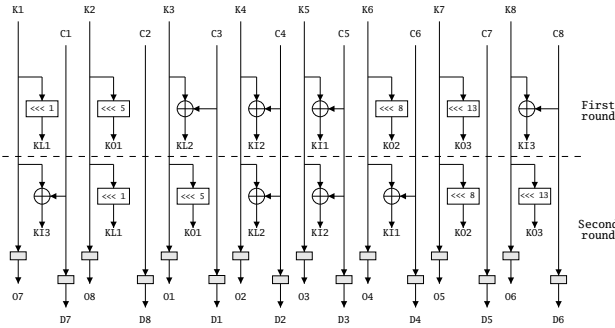 K1 K2 K3 K4 K5 K6 K7 K8
C1 C2 C3 C4 C5 C6 C7 C8
<<< 1 <<< 5 <<< 8 <<< 13
First
round
KL1 KO1 KL2 KI2 KI1 KO2 KO3 KI3
<<< 1 <<< 5 <<< 8 <<< 13
Second
round
KI3 KL1 KO1 KL2 KI2 KI1 KO2 KO3
O7 O8 O1 O2 O3 O4 O5 O6
D7 D8 D1 D2 D3 D4 D5 D6